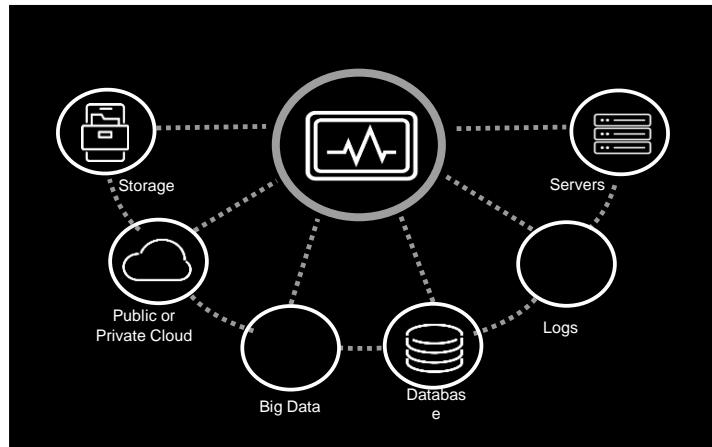 Storage
Servers
Public or
Private Cloud
Logs
Big Data
Databas
e